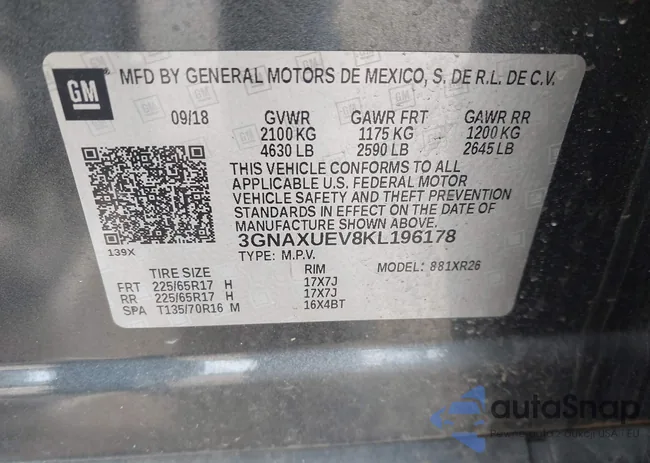 GM
MFD BY GENERAL MOTORS DE MEXICO, S. DE R.L. DE C.V.
09/18 GVWR GAWR FRT GAWR RR
2100 KG 1175 KG 1200 KG
4630 LB 2590 LB 2645 LB
THIS VEHICLE CONFORMS TO ALL
APPLICABLE U.S. FEDERAL MOTOR
VEHICLE SAFETY AND THEFT PREVENTION
STANDARDS IN EFFECT ON THE DATE OF
MANUFACTURE SHOWN ABOVE.
139X 3GNAXUEV8KL196178
TYPE: M.P.V. MODEL: 881XR26
TIRE SIZE RIM
FRT 225/65R17 H 17X7J
RR 225/65R17 H 17X7J
SPA T135/70R16 M 16X4BT
autoSnap